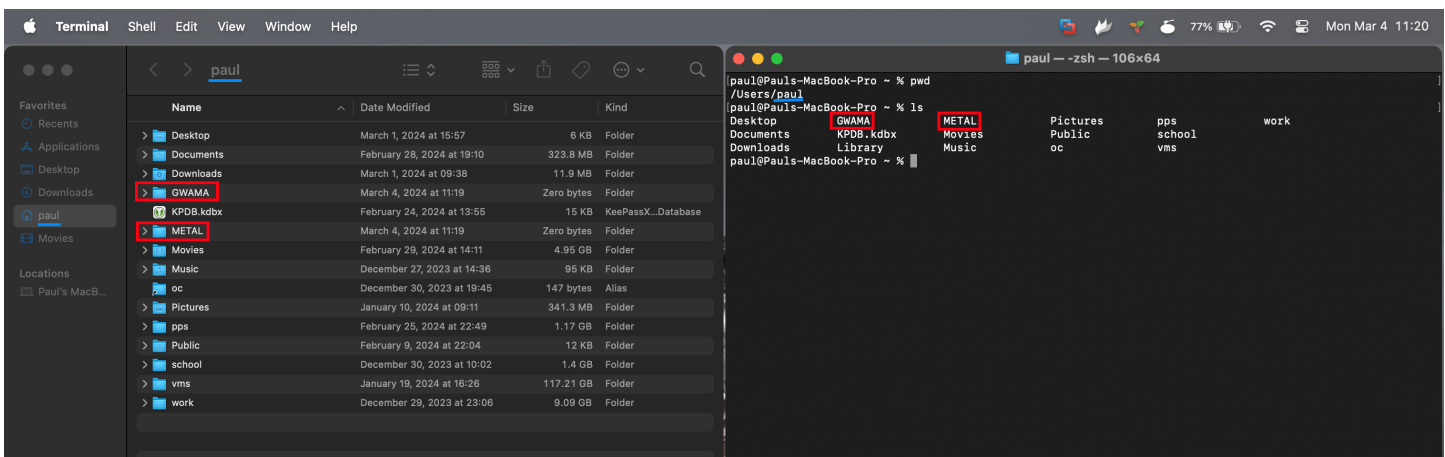 Terminal Shell Edit View Window Help 77% Mon Mar 4 11:20
paul
Favorites
Recents
Applications
Desktop
Downloads
paul
Movies
Locations
Paul's MacB...
Name Date Modified Size Kind
Desktop March 1, 2024 at 15:57 6 KB Folder
Documents February 28, 2024 at 19:10 323.8 MB Folder
Downloads March 1, 2024 at 09:38 11.9 MB Folder
GWAMA March 4, 2024 at 11:19 Zero bytes Folder
KPDB.kdbx February 24, 2024 at 13:55 15 KB KeePassX...Database
METAL March 4, 2024 at 11:19 Zero bytes Folder
Movies February 29, 2024 at 14:11 4.95 GB Folder
Music December 27, 2023 at 14:36 95 KB Folder
oc December 30, 2023 at 19:45 147 bytes Alias
Pictures January 10, 2024 at 09:11 341.3 MB Folder
pps February 25, 2024 at 22:49 1.17 GB Folder
Public February 9, 2024 at 22:04 12 KB Folder
school December 30, 2023 at 10:02 1.4 GB Folder
vms January 19, 2024 at 16:26 117.21 GB Folder
work December 29, 2023 at 23:06 9.09 GB Folder
paul — -zsh — 106×64
[paul@Pauls-MacBook-Pro ~ % pwd ]
/Users/paul
[paul@Pauls-MacBook-Pro ~ % ls ]
Desktop GWAMA METAL Pictures pps work
Documents KPDB.kdbx Movies Public school
Downloads Library Music oc vms
paul@Pauls-MacBook-Pro ~ %